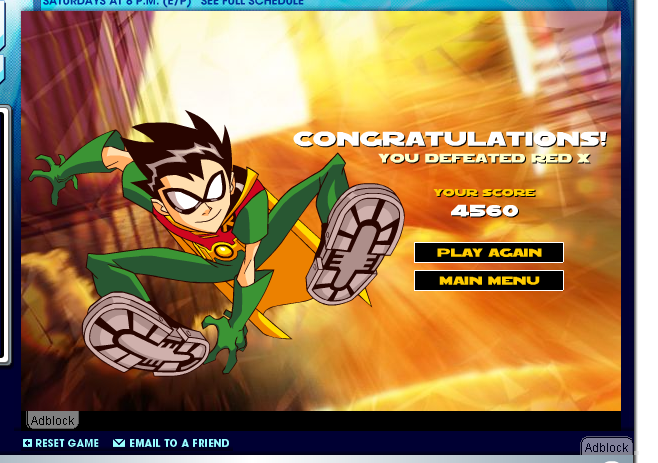 SATURDAYS AT 8 P.M. (E/P) SEE FULL SCHEDULE
CONGRATULATIONS!
YOU DEFEATED RED X
YOUR SCORE
4560
PLAY AGAIN
MAIN MENU
Adblock
RESET GAME EMAIL TO A FRIEND
Adblock